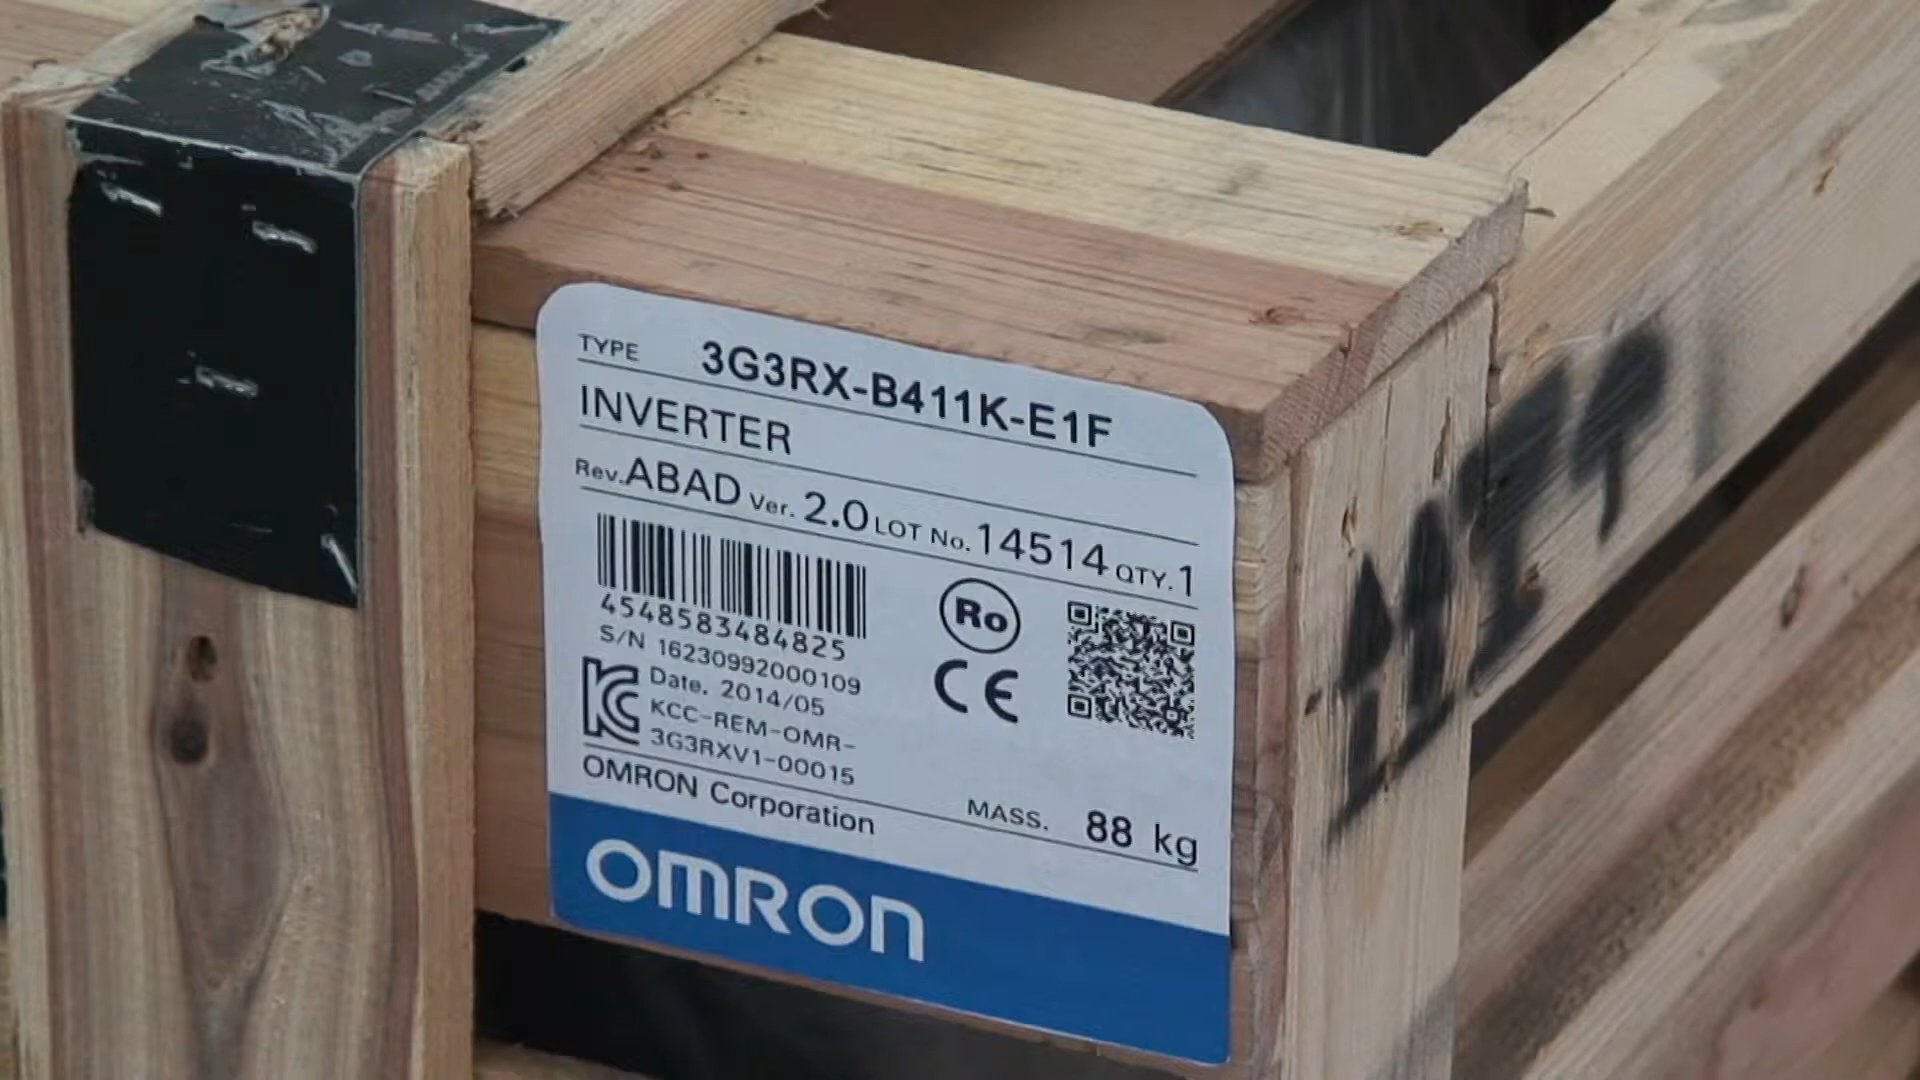 TYPE 3G3RX-B411K-E1F
INVERTER
Rev.ABAD Ver. 2.0 LOT No. 14514 QTY.1
4548583484825
S/N 16230992000109
Date. 2014/05
KCC-REM-OMR-
3G3RXV1-00015
Ro
CE
OMRON Corporation
MASS. 88 kg
OMRON